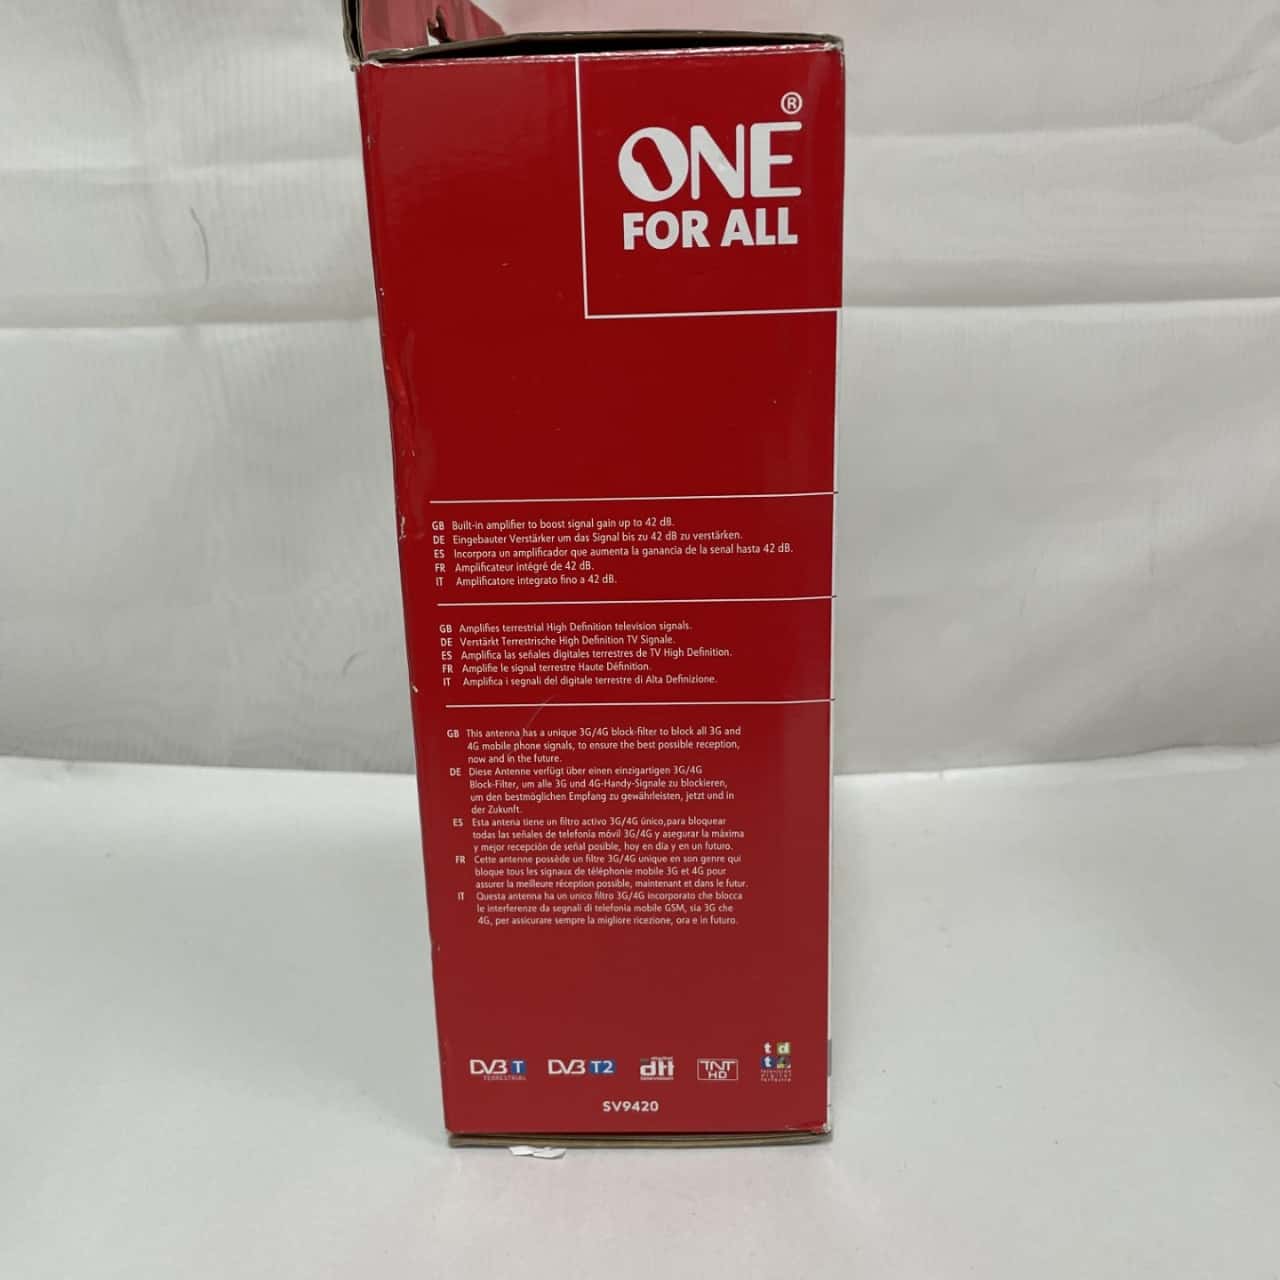 ONE®
FOR ALL
GB Built-in amplifier to boost signal gain up to 42 dB.
DE Eingebauter Verstärker um das Signal bis zu 42 dB zu verstärken.
ES Incorpora un amplificador que aumenta la ganancia de la senal hasta 42 dB.
FR Amplificateur intégré de 42 dB.
IT Amplificatore integrato fino a 42 dB.
GB Amplifies terrestrial High Definition television signals.
DE Verstärkt Terrestrische High Definition TV Signale.
ES Amplifica las señales digitales terrestres de TV High Definition.
FR Amplifie le signal terrestre Haute Définition.
IT Amplifica i segnali del digitale terrestre di Alta Definizione.
GB This antenna has a unique 3G/4G block-filter to block all 3G and
4G mobile phone signals, to ensure the best possible reception,
now and in the future.
DE Diese Antenne verfügt über einen einzigartigen 3G/4G
Block-Filter, um alle 3G und 4G-Handy-Signale zu blockieren,
um den bestmöglichen Empfang zu gewährleisten, jetzt und in
der Zukunft.
ES Esta antena tiene un filtro activo 3G/4G único,para bloquear
todas las señales de telefonía móvil 3G/4G y asegurar la máxima
y mejor recepción de señal posible, hoy en día y en un futuro.
FR Cette antenne possède un filtre 3G/4G unique en son genre qui
bloque tous les signaux de téléphonie mobile 3G et 4G pour
assurer la meilleure réception possible, maintenant et dans le futur.
IT Questa antenna ha un unico filtro 3G/4G incorporato che blocca
le interferenze da segnali di telefonia mobile GSM, sia 3G che
4G, per assicurare sempre la migliore ricezione, ora e in futuro.
DVB T
TERRESTRIAL
DVB T2
digital
dtt
television
TNT
HD
t d
t
televisión
digital
terrestre
SV9420